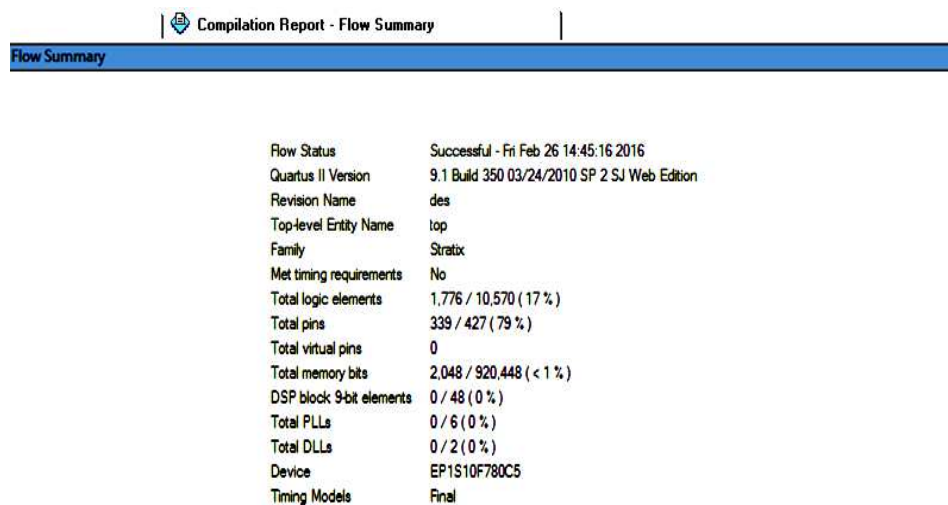 Compilation Report - Flow Summary
Flow Summary
Flow Status Successful - Fri Feb 26 14:45:16 2016
Quartus II Version 9.1 Build 350 03/24/2010 SP 2 SJ Web Edition
Revision Name des
Top-level Entity Name top
Family Stratix
Met timing requirements No
Total logic elements 1,776 / 10,570 ( 17 % )
Total pins 339 / 427 ( 79 % )
Total virtual pins 0
Total memory bits 2,048 / 920,448 ( < 1 % )
DSP block 9-bit elements 0 / 48 ( 0 % )
Total PLLs 0 / 6 ( 0 % )
Total DLLs 0 / 2 ( 0 % )
Device EP1S10F780C5
Timing Models Final